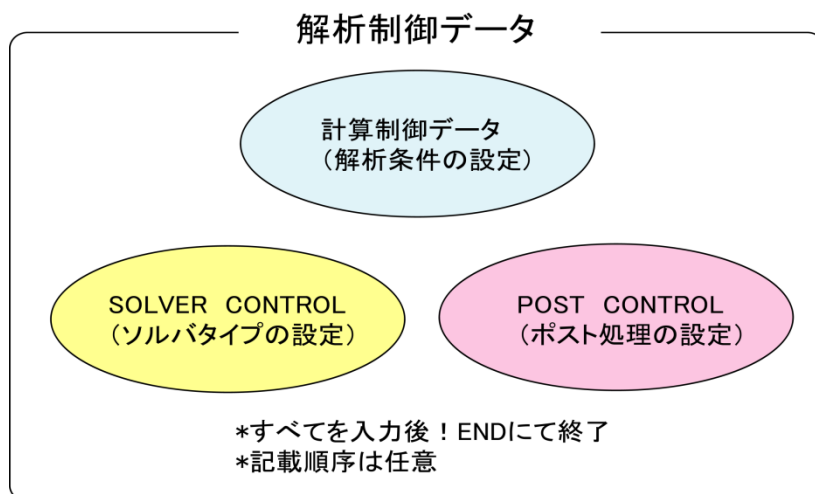 解析制御データ
計算制御データ
（解析条件の設定）
SOLVER CONTROL
（ソルバタイプの設定）
POST CONTROL
（ポスト処理の設定）
*すべてを入力後！ENDにて終了
*記載順序は任意